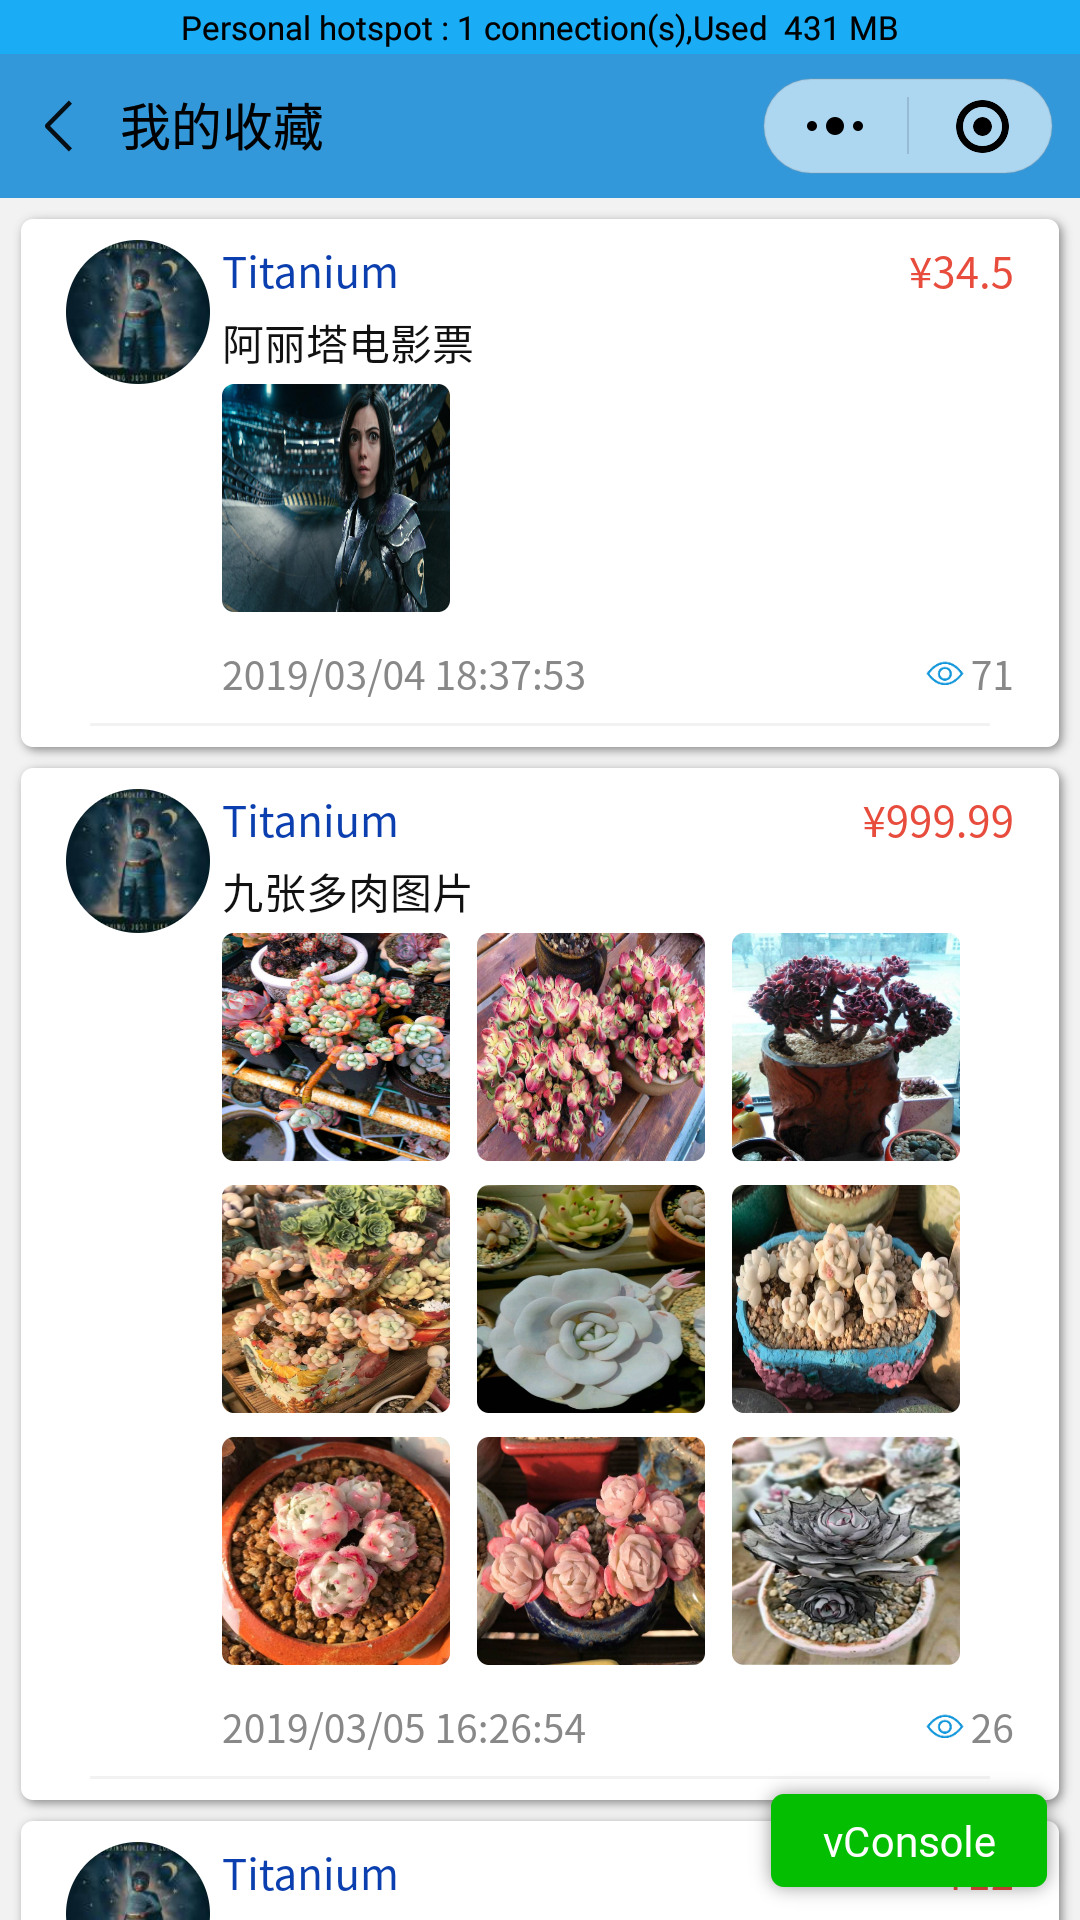 Personal hotspot : 1 connection(s),Used 431 MB
我的收藏
Titanium
¥34.5
阿丽塔电影票
2019/03/04 18:37:53
71
Titanium
¥999.99
九张多肉图片
2019/03/05 16:26:54
26
vConsole
Titanium